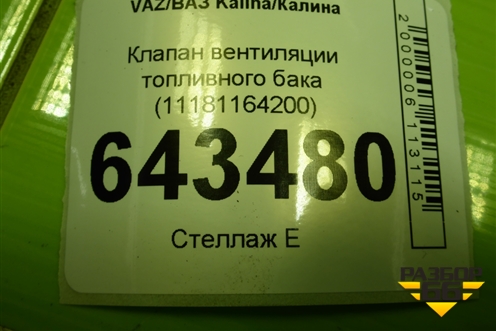 VAZ/ВАЗ Kalina/Калина
Клапан вентиляции
топливного бака
(11181164200)
643480
Стеллаж Е
2000006113115
РАЗБОР